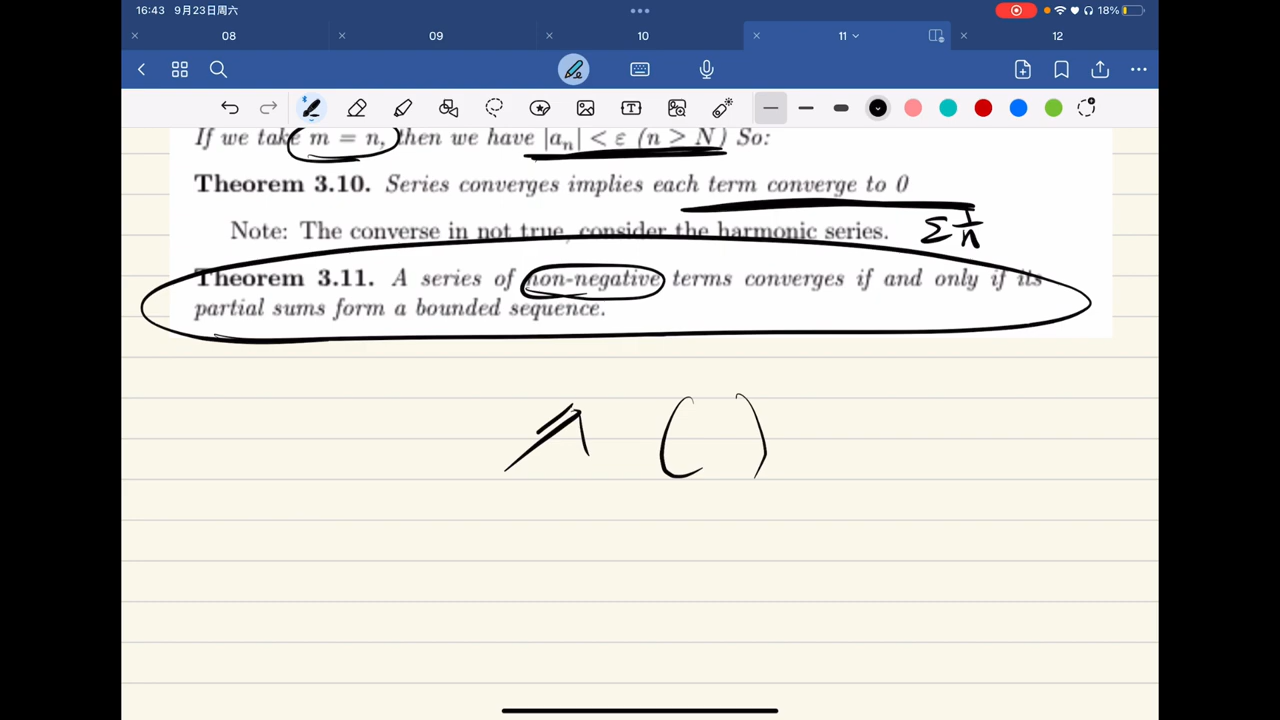 16:43 9月23日周六
18%
08 09 10 11 12
If we take m = n, then we have |aₙ| < ε (n > N) So:
Theorem 3.10. Series converges implies each term converge to 0
Note: The converse in not true, consider the harmonic series. Σ 1/n
Theorem 3.11. A series of non-negative terms converges if and only if its
partial sums form a bounded sequence.
( )